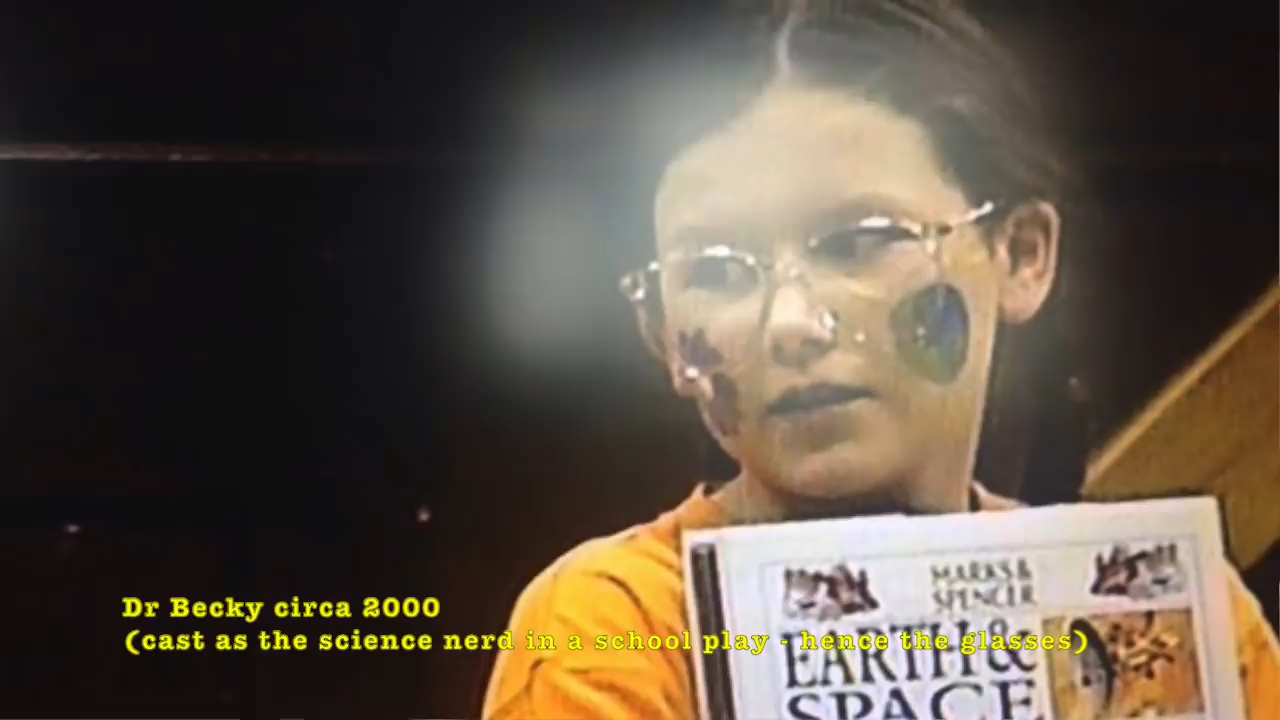 MARKS &
SPENCER
EARTH &
SPACE
Dr Becky circa 2000
(cast as the science nerd in a school play - hence the glasses)